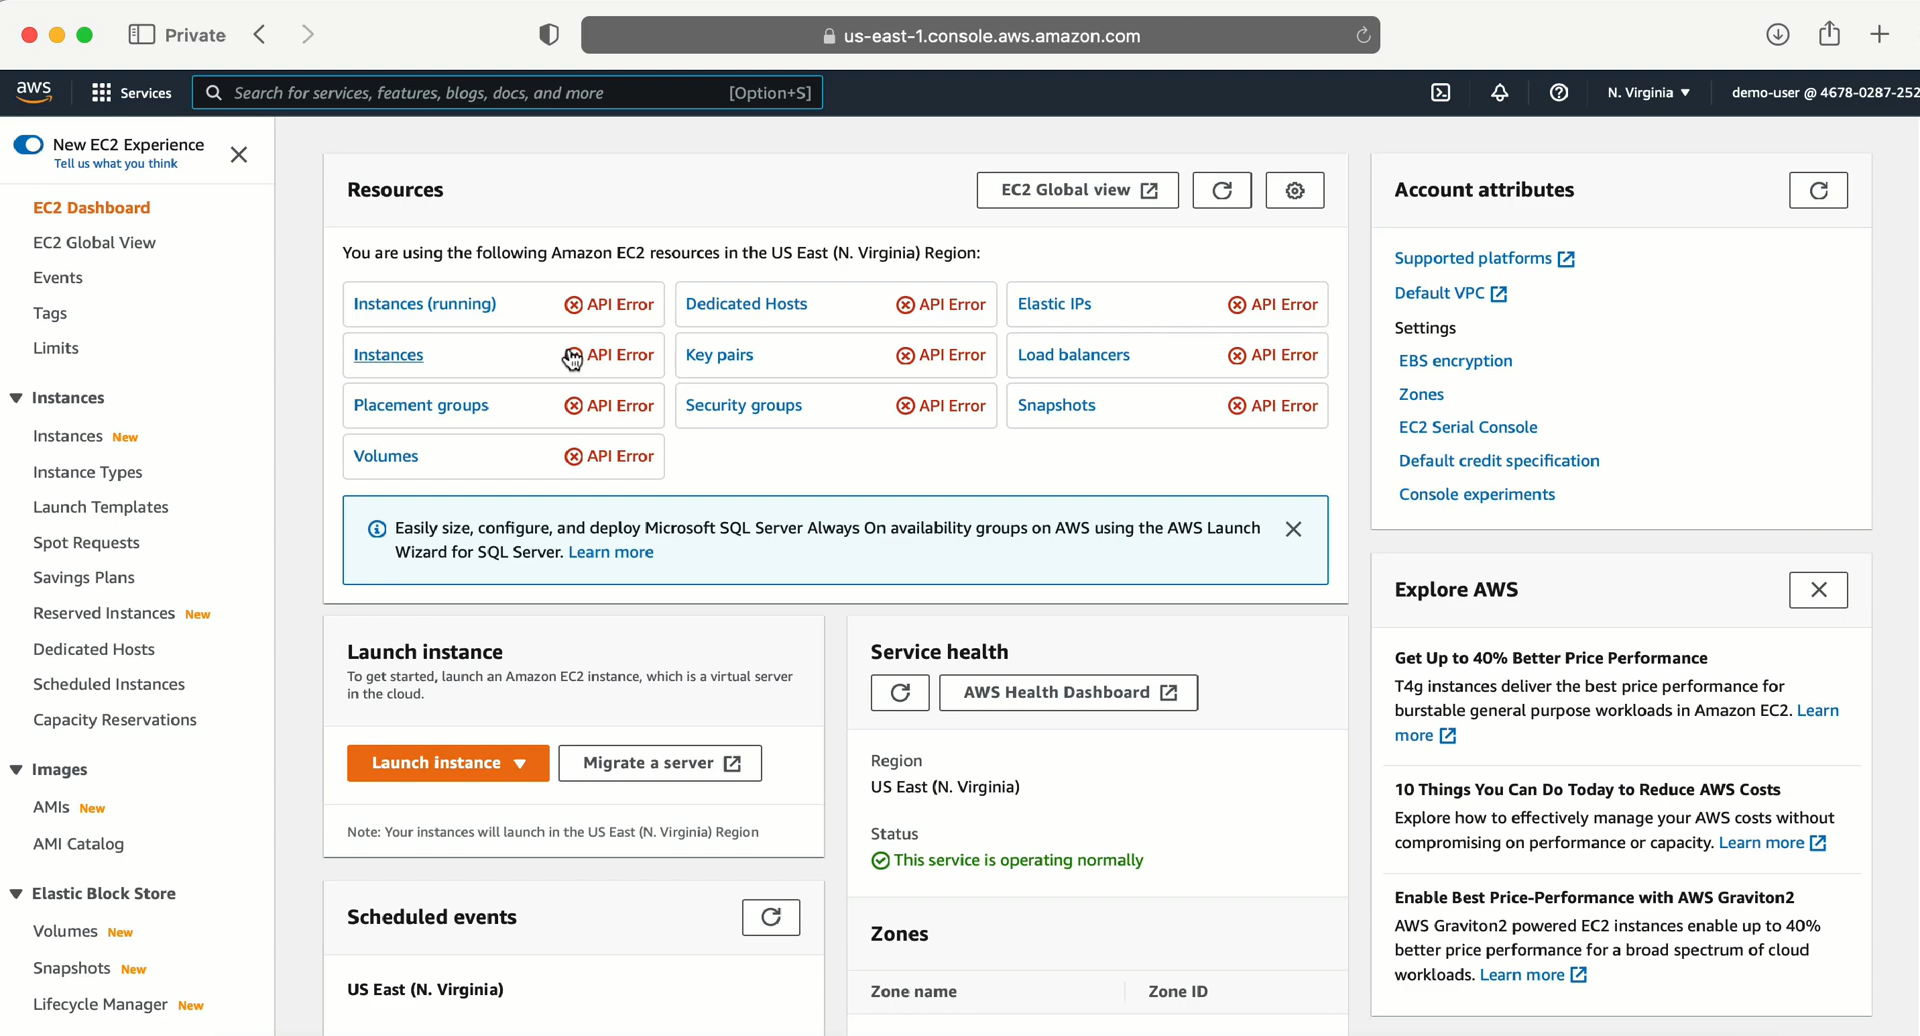 Private
us-east-1.console.aws.amazon.com
aws
Services
Search for services, features, blogs, docs, and more
[Option+S]
N. Virginia
demo-user @ 4678-0287-252
New EC2 Experience
Tell us what you think
EC2 Dashboard
EC2 Global View
Events
Tags
Limits
Instances
Instances New
Instance Types
Launch Templates
Spot Requests
Savings Plans
Reserved Instances New
Dedicated Hosts
Scheduled Instances
Capacity Reservations
Images
AMIs New
AMI Catalog
Elastic Block Store
Volumes New
Snapshots New
Lifecycle Manager New
Resources
EC2 Global view
You are using the following Amazon EC2 resources in the US East (N. Virginia) Region:
Instances (running) API Error
Dedicated Hosts API Error
Elastic IPs API Error
Instances API Error
Key pairs API Error
Load balancers API Error
Placement groups API Error
Security groups API Error
Snapshots API Error
Volumes API Error
Easily size, configure, and deploy Microsoft SQL Server Always On availability groups on AWS using the AWS Launch
Wizard for SQL Server. Learn more
Launch instance
To get started, launch an Amazon EC2 instance, which is a virtual server
in the cloud.
Launch instance
Migrate a server
Note: Your instances will launch in the US East (N. Virginia) Region
Scheduled events
US East (N. Virginia)
Service health
AWS Health Dashboard
Region
US East (N. Virginia)
Status
This service is operating normally
Zones
Zone name
Zone ID
Account attributes
Supported platforms
Default VPC
Settings
EBS encryption
Zones
EC2 Serial Console
Default credit specification
Console experiments
Explore AWS
Get Up to 40% Better Price Performance
T4g instances deliver the best price performance for
burstable general purpose workloads in Amazon EC2. Learn
more
10 Things You Can Do Today to Reduce AWS Costs
Explore how to effectively manage your AWS costs without
compromising on performance or capacity. Learn more
Enable Best Price-Performance with AWS Graviton2
AWS Graviton2 powered EC2 instances enable up to 40%
better price performance for a broad spectrum of cloud
workloads. Learn more